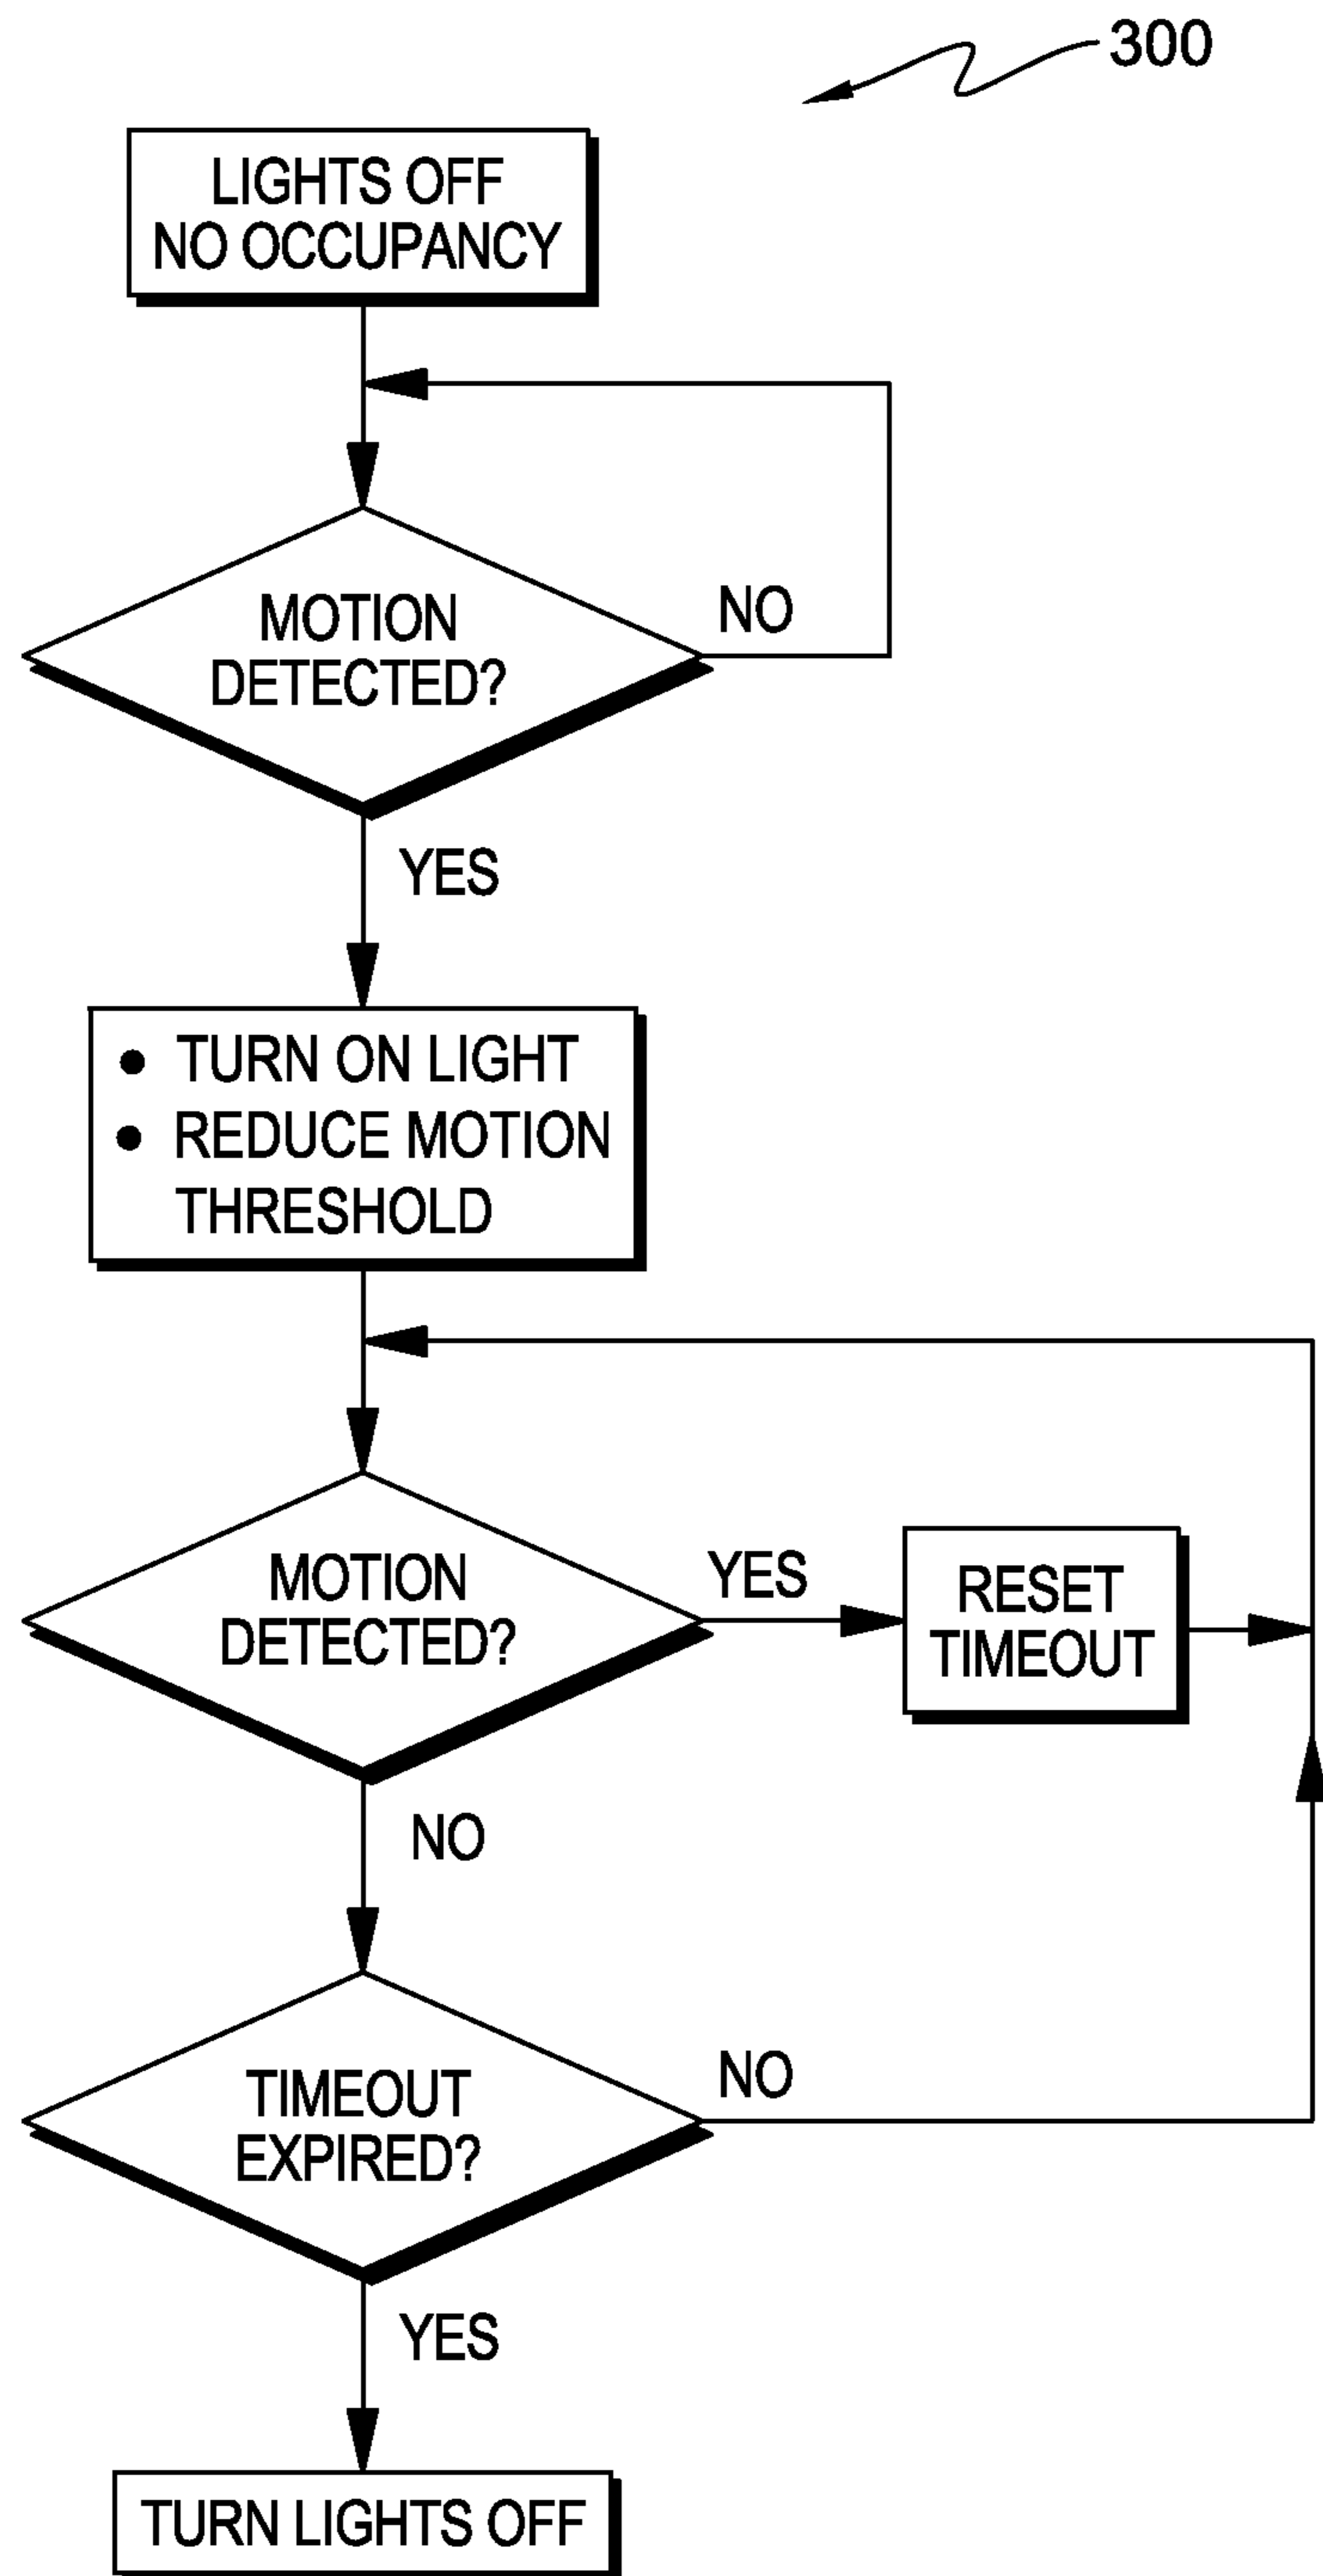 300
LIGHTS OFF
NO OCCUPANCY
MOTION
DETECTED?
NO
YES
• TURN ON LIGHT
• REDUCE MOTION
THRESHOLD
MOTION
DETECTED?
YES
RESET
TIMEOUT
NO
TIMEOUT
EXPIRED?
NO
YES
TURN LIGHTS OFF